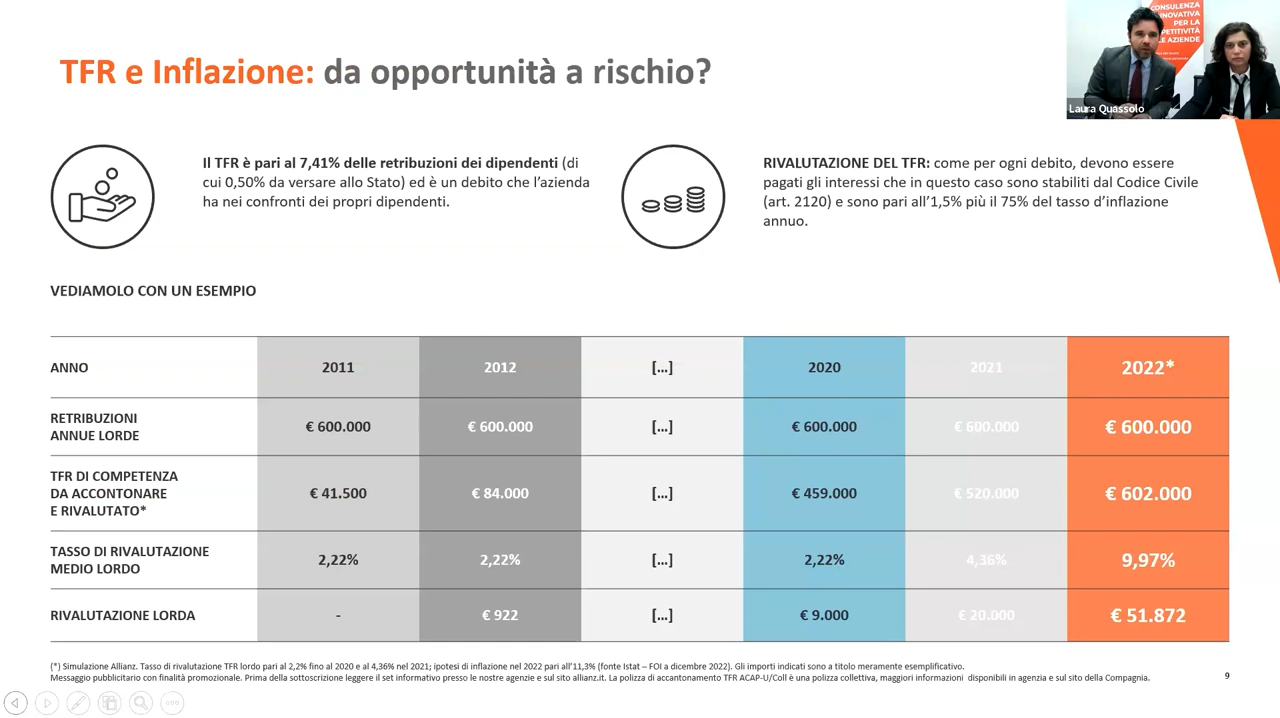 TFR e Inflazione: da opportunità a rischio?
CONSULENZA
NNOVATIVA
PER LA
PETITIVITÀ
E AZIENDE
Laura Quassolo
Il TFR è pari al 7,41% delle retribuzioni dei dipendenti (di
cui 0,50% da versare allo Stato) ed è un debito che l'azienda
ha nei confronti dei propri dipendenti.
RIVALUTAZIONE DEL TFR: come per ogni debito, devono essere
pagati gli interessi che in questo caso sono stabiliti dal Codice Civile
(art. 2120) e sono pari all'1,5% più il 75% del tasso d'inflazione
annuo.
VEDIAMOLO CON UN ESEMPIO
ANNO 2011 2012 [...] 2020 2021 2022*
RETRIBUZIONI
ANNUE LORDE € 600.000 € 600.000 [...] € 600.000 € 600.000 € 600.000
TFR DI COMPETENZA
DA ACCONTONARE € 41.500 € 84.000 [...] € 459.000 € 520.000 € 602.000
E RIVALUTATO*
TASSO DI RIVALUTAZIONE
MEDIO LORDO 2,22% 2,22% [...] 2,22% 4,36% 9,97%
RIVALUTAZIONE LORDA - € 922 [...] € 9.000 € 20.000 € 51.872
(*) Simulazione Allianz. Tasso di rivalutazione TFR lordo pari al 2,2% fino al 2020 e al 4,36% nel 2021; ipotesi di inflazione nel 2022 pari all'11,3% (fonte Istat – FOI a dicembre 2022). Gli importi indicati sono a titolo meramente esemplificativo.
Messaggio pubblicitario con finalità promozionale. Prima della sottoscrizione leggere il set informativo presso le nostre agenzie e sul sito allianz.it. La polizza di accantonamento TFR ACAP-U/Coll è una polizza collettiva, maggiori informazioni disponibili in agenzia e sul sito della Compagnia.
9